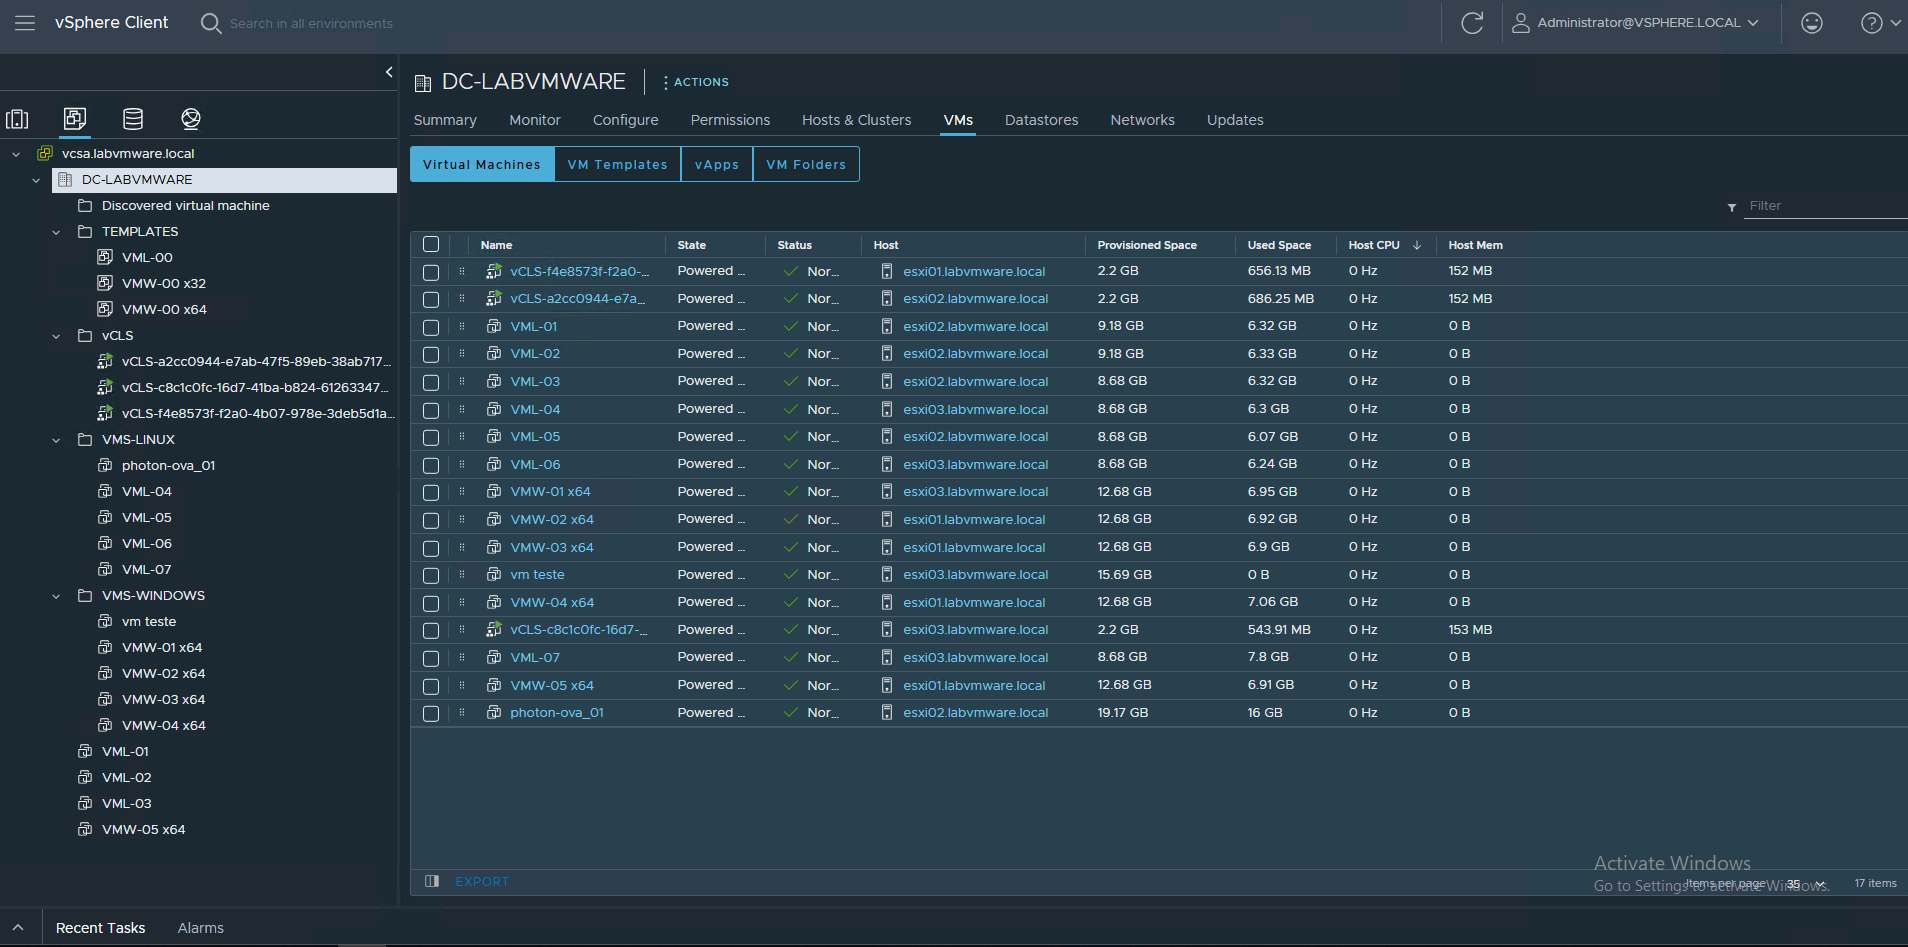 vSphere Client
Search in all environments
Administrator@VSPHERE.LOCAL
DC-LABVMWARE
ACTIONS
Summary Monitor Configure Permissions Hosts & Clusters VMs Datastores Networks Updates
Virtual Machines VM Templates vApps VM Folders
Filter
vcsa.labvmware.local
DC-LABVMWARE
Discovered virtual machine
TEMPLATES
VML-00
VMW-00 x32
VMW-00 x64
vCLS
vCLS-a2cc0944-e7ab-47f5-89eb-38ab717...
vCLS-c8c1c0fc-16d7-41ba-b824-61263347...
vCLS-f4e8573f-f2a0-4b07-978e-3deb5d1a...
VMS-LINUX
photon-ova_01
VML-04
VML-05
VML-06
VML-07
VMS-WINDOWS
vm teste
VMW-01 x64
VMW-02 x64
VMW-03 x64
VMW-04 x64
VML-01
VML-02
VML-03
VMW-05 x64
Name State Status Host Provisioned Space Used Space Host CPU Host Mem
vCLS-f4e8573f-f2a0-... Powered ... Nor... esxi01.labvmware.local 2.2 GB 656.13 MB 0 Hz 152 MB
vCLS-a2cc0944-e7a... Powered ... Nor... esxi02.labvmware.local 2.2 GB 686.25 MB 0 Hz 152 MB
VML-01 Powered ... Nor... esxi02.labvmware.local 9.18 GB 6.32 GB 0 Hz 0 B
VML-02 Powered ... Nor... esxi02.labvmware.local 9.18 GB 6.33 GB 0 Hz 0 B
VML-03 Powered ... Nor... esxi02.labvmware.local 8.68 GB 6.32 GB 0 Hz 0 B
VML-04 Powered ... Nor... esxi03.labvmware.local 8.68 GB 6.3 GB 0 Hz 0 B
VML-05 Powered ... Nor... esxi02.labvmware.local 8.68 GB 6.07 GB 0 Hz 0 B
VML-06 Powered ... Nor... esxi03.labvmware.local 8.68 GB 6.24 GB 0 Hz 0 B
VMW-01 x64 Powered ... Nor... esxi03.labvmware.local 12.68 GB 6.95 GB 0 Hz 0 B
VMW-02 x64 Powered ... Nor... esxi01.labvmware.local 12.68 GB 6.92 GB 0 Hz 0 B
VMW-03 x64 Powered ... Nor... esxi01.labvmware.local 12.68 GB 6.9 GB 0 Hz 0 B
vm teste Powered ... Nor... esxi03.labvmware.local 15.69 GB 0 B 0 Hz 0 B
VMW-04 x64 Powered ... Nor... esxi01.labvmware.local 12.68 GB 7.06 GB 0 Hz 0 B
vCLS-c8c1c0fc-16d7-... Powered ... Nor... esxi03.labvmware.local 2.2 GB 543.91 MB 0 Hz 153 MB
VML-07 Powered ... Nor... esxi03.labvmware.local 8.68 GB 7.8 GB 0 Hz 0 B
VMW-05 x64 Powered ... Nor... esxi01.labvmware.local 12.68 GB 6.91 GB 0 Hz 0 B
photon-ova_01 Powered ... Nor... esxi02.labvmware.local 19.17 GB 16 GB 0 Hz 0 B
EXPORT
Activate Windows
Go to Settings to activate Windows.
Items per page 35 17 items
Recent Tasks Alarms